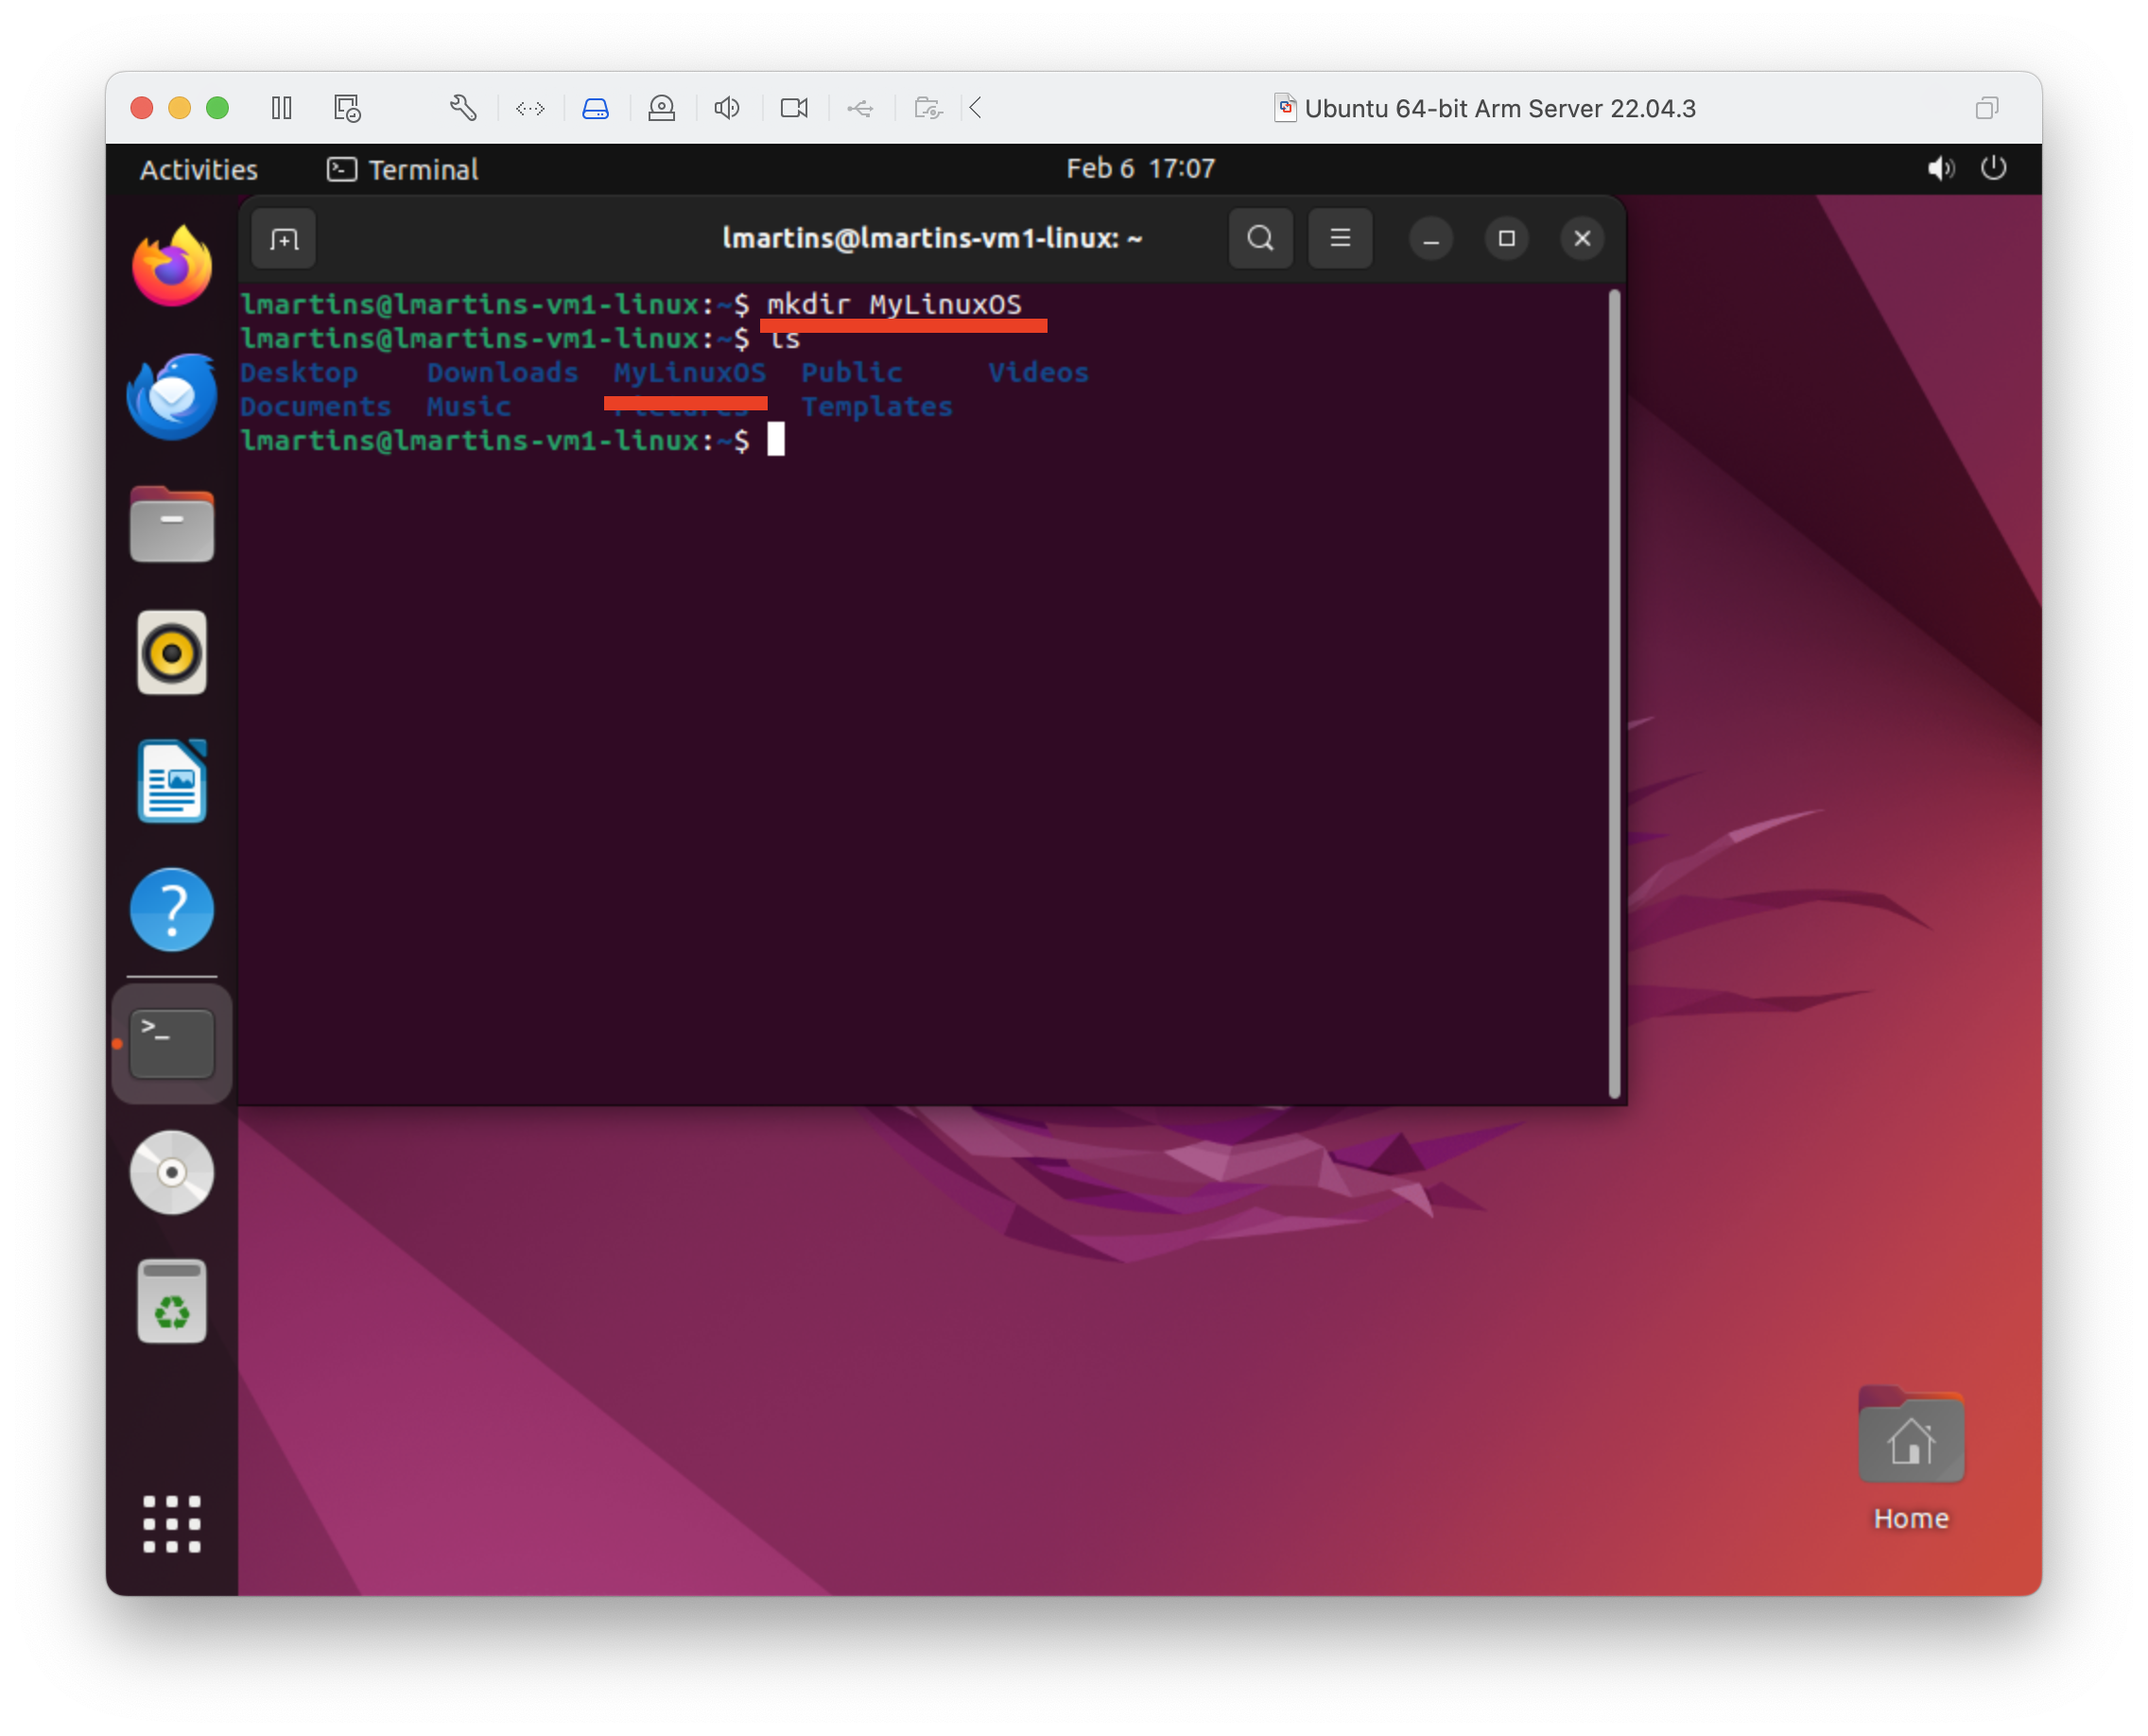 Ubuntu 64-bit Arm Server 22.04.3
Activities Terminal Feb 6 17:07
lmartins@lmartins-vm1-linux: ~
lmartins@lmartins-vm1-linux:~$ mkdir MyLinuxOS
lmartins@lmartins-vm1-linux:~$ ls
Desktop Downloads MyLinuxOS Public Videos
Documents Music Pictures Templates
lmartins@lmartins-vm1-linux:~$
Home